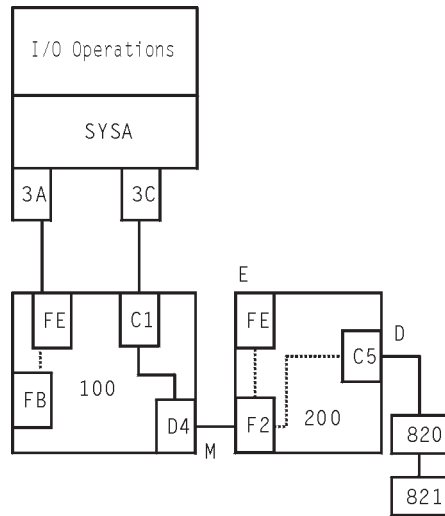 I/O Operations
SYSA
3A 3C
E
FE C1 FE D
C5
FB 100
D4 F2 200
M
820
821